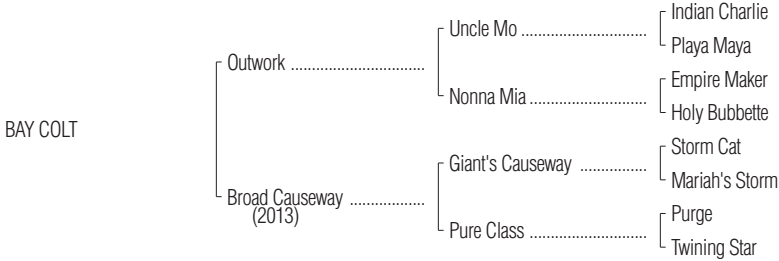 Indian Charlie
Uncle Mo ..............................
Playa Maya
Outwork ................................
Empire Maker
Nonna Mia ............................
Holy Bubbette
BAY COLT
Storm Cat
Giant's Causeway ................
Mariah's Storm
Broad Causeway ..................
(2013)
Purge
Pure Class ............................
Twining Star